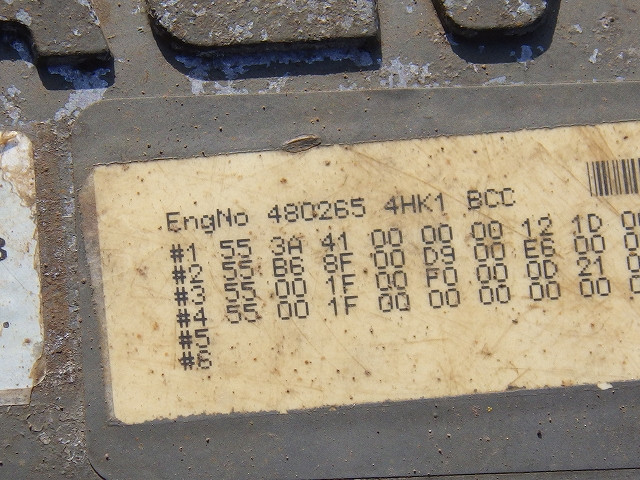 EngNo 480265 4HK1 BCC
#1 55 3A 41 00 00 00 12 1D
#2 55 B6 8F 00 D9 00 E6 00
#3 55 00 1F 00 F0 00 0D 21
#4 55 00 1F 00 00 00 00 00
#5
#6